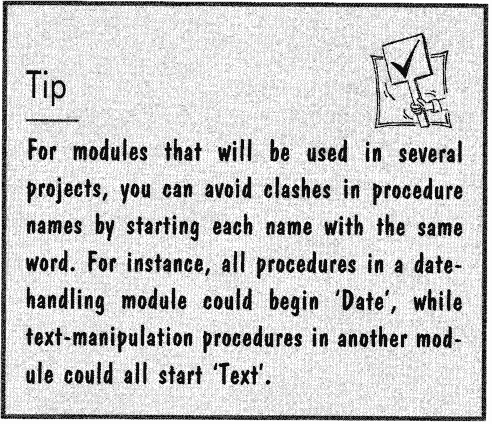 Tip
For modules that will be used in several
projects, you can avoid clashes in procedure
names by starting each name with the same
word. For instance, all procedures in a date-
handling module could begin 'Date', while
text-manipulation procedures in another mod-
ule could all start 'Text'.